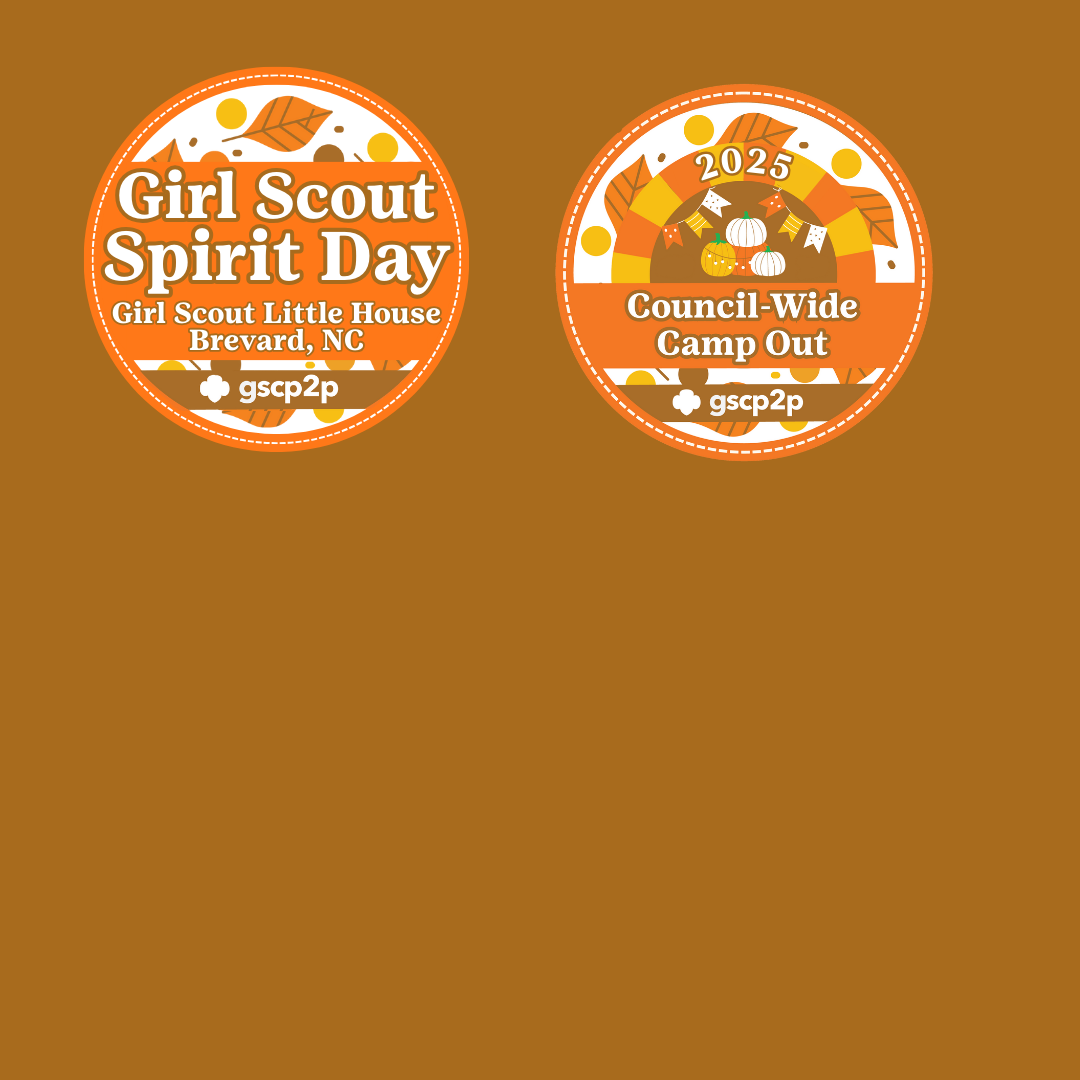 Girl Scout
Spirit Day
Girl Scout Little House
Brevard, NC
gscp2p
2025
Council-Wide
Camp Out
gscp2p